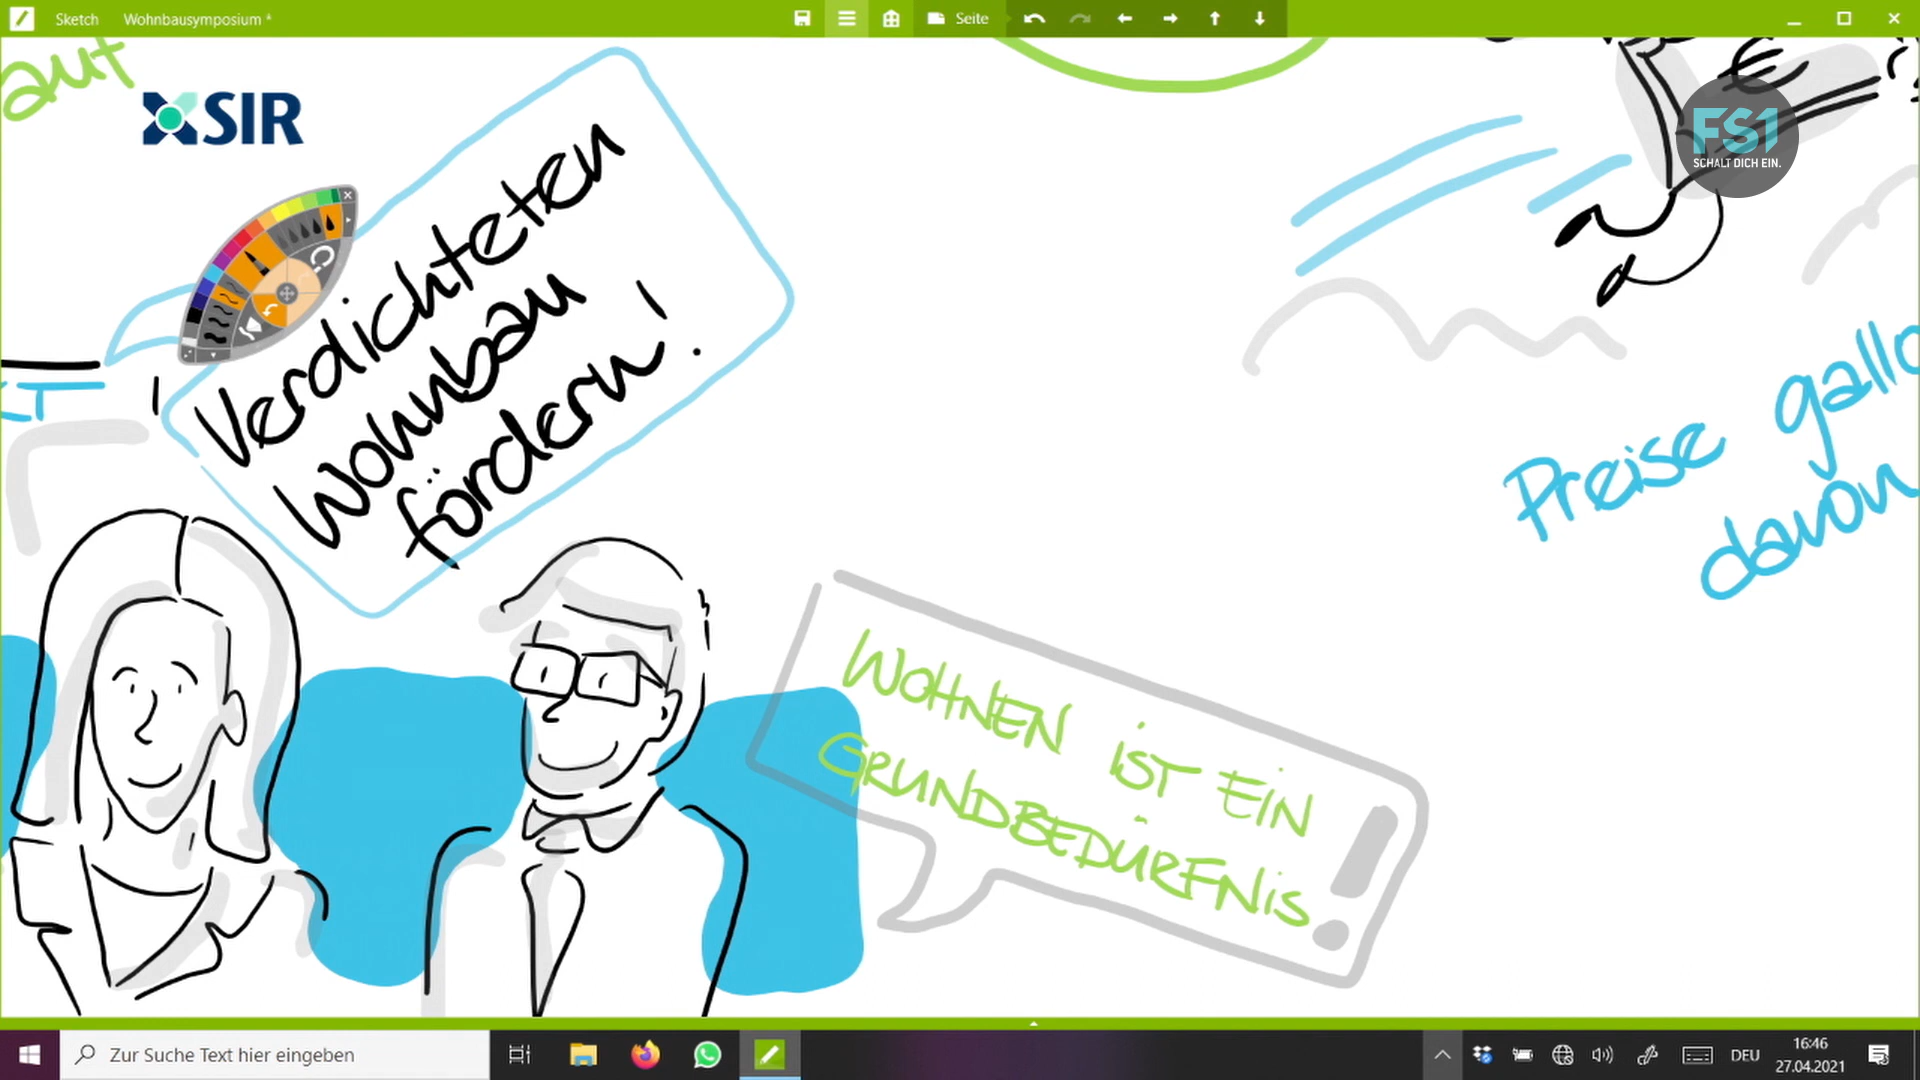 Sketch
Wohnbausymposium *
Seite
aut
SIR
FS1
SCHALT DICH EIN.
Verdichteten
Wohnbau
fördern!
Preise gallo
davon
WOHNEN IST EIN
GRUNDBEDÜRFNIS!
Zur Suche Text hier eingeben
DEU
16:46
27.04.2021